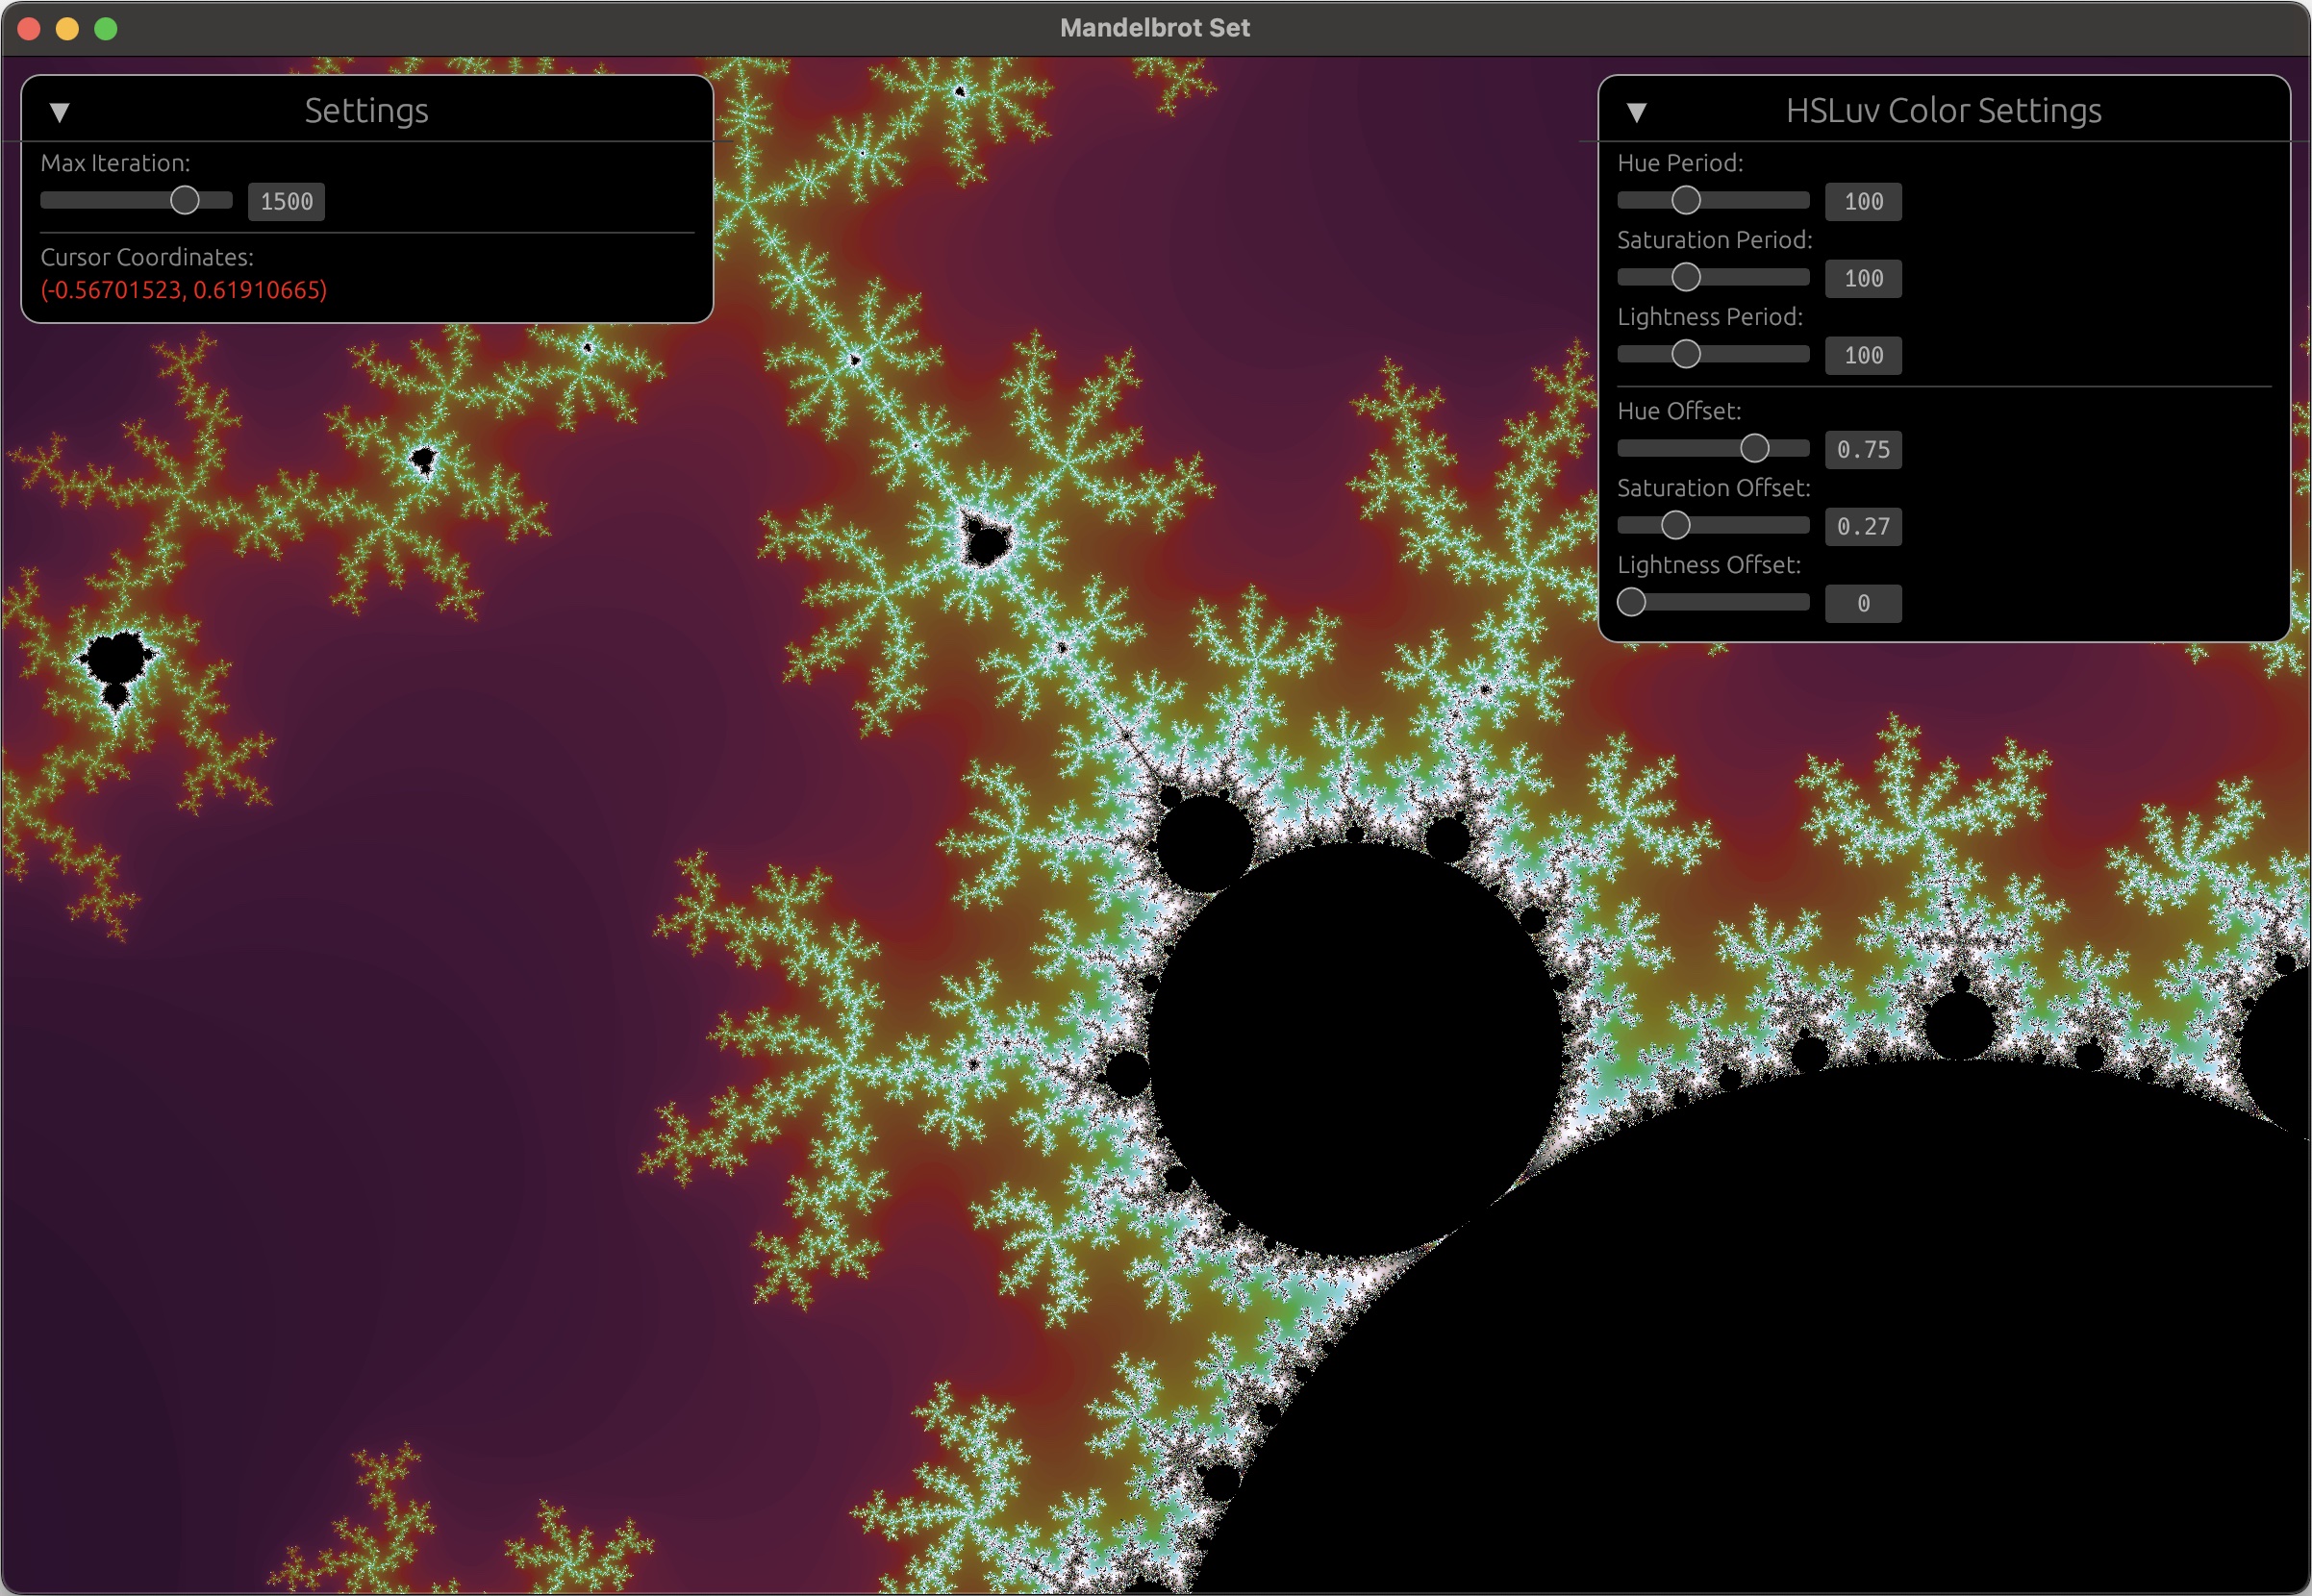 Mandelbrot Set
Settings
Max Iteration:
1500
Cursor Coordinates:
(-0.56701523, 0.61910665)
HSLuv Color Settings
Hue Period:
100
Saturation Period:
100
Lightness Period:
100
Hue Offset:
0.75
Saturation Offset:
0.27
Lightness Offset:
0